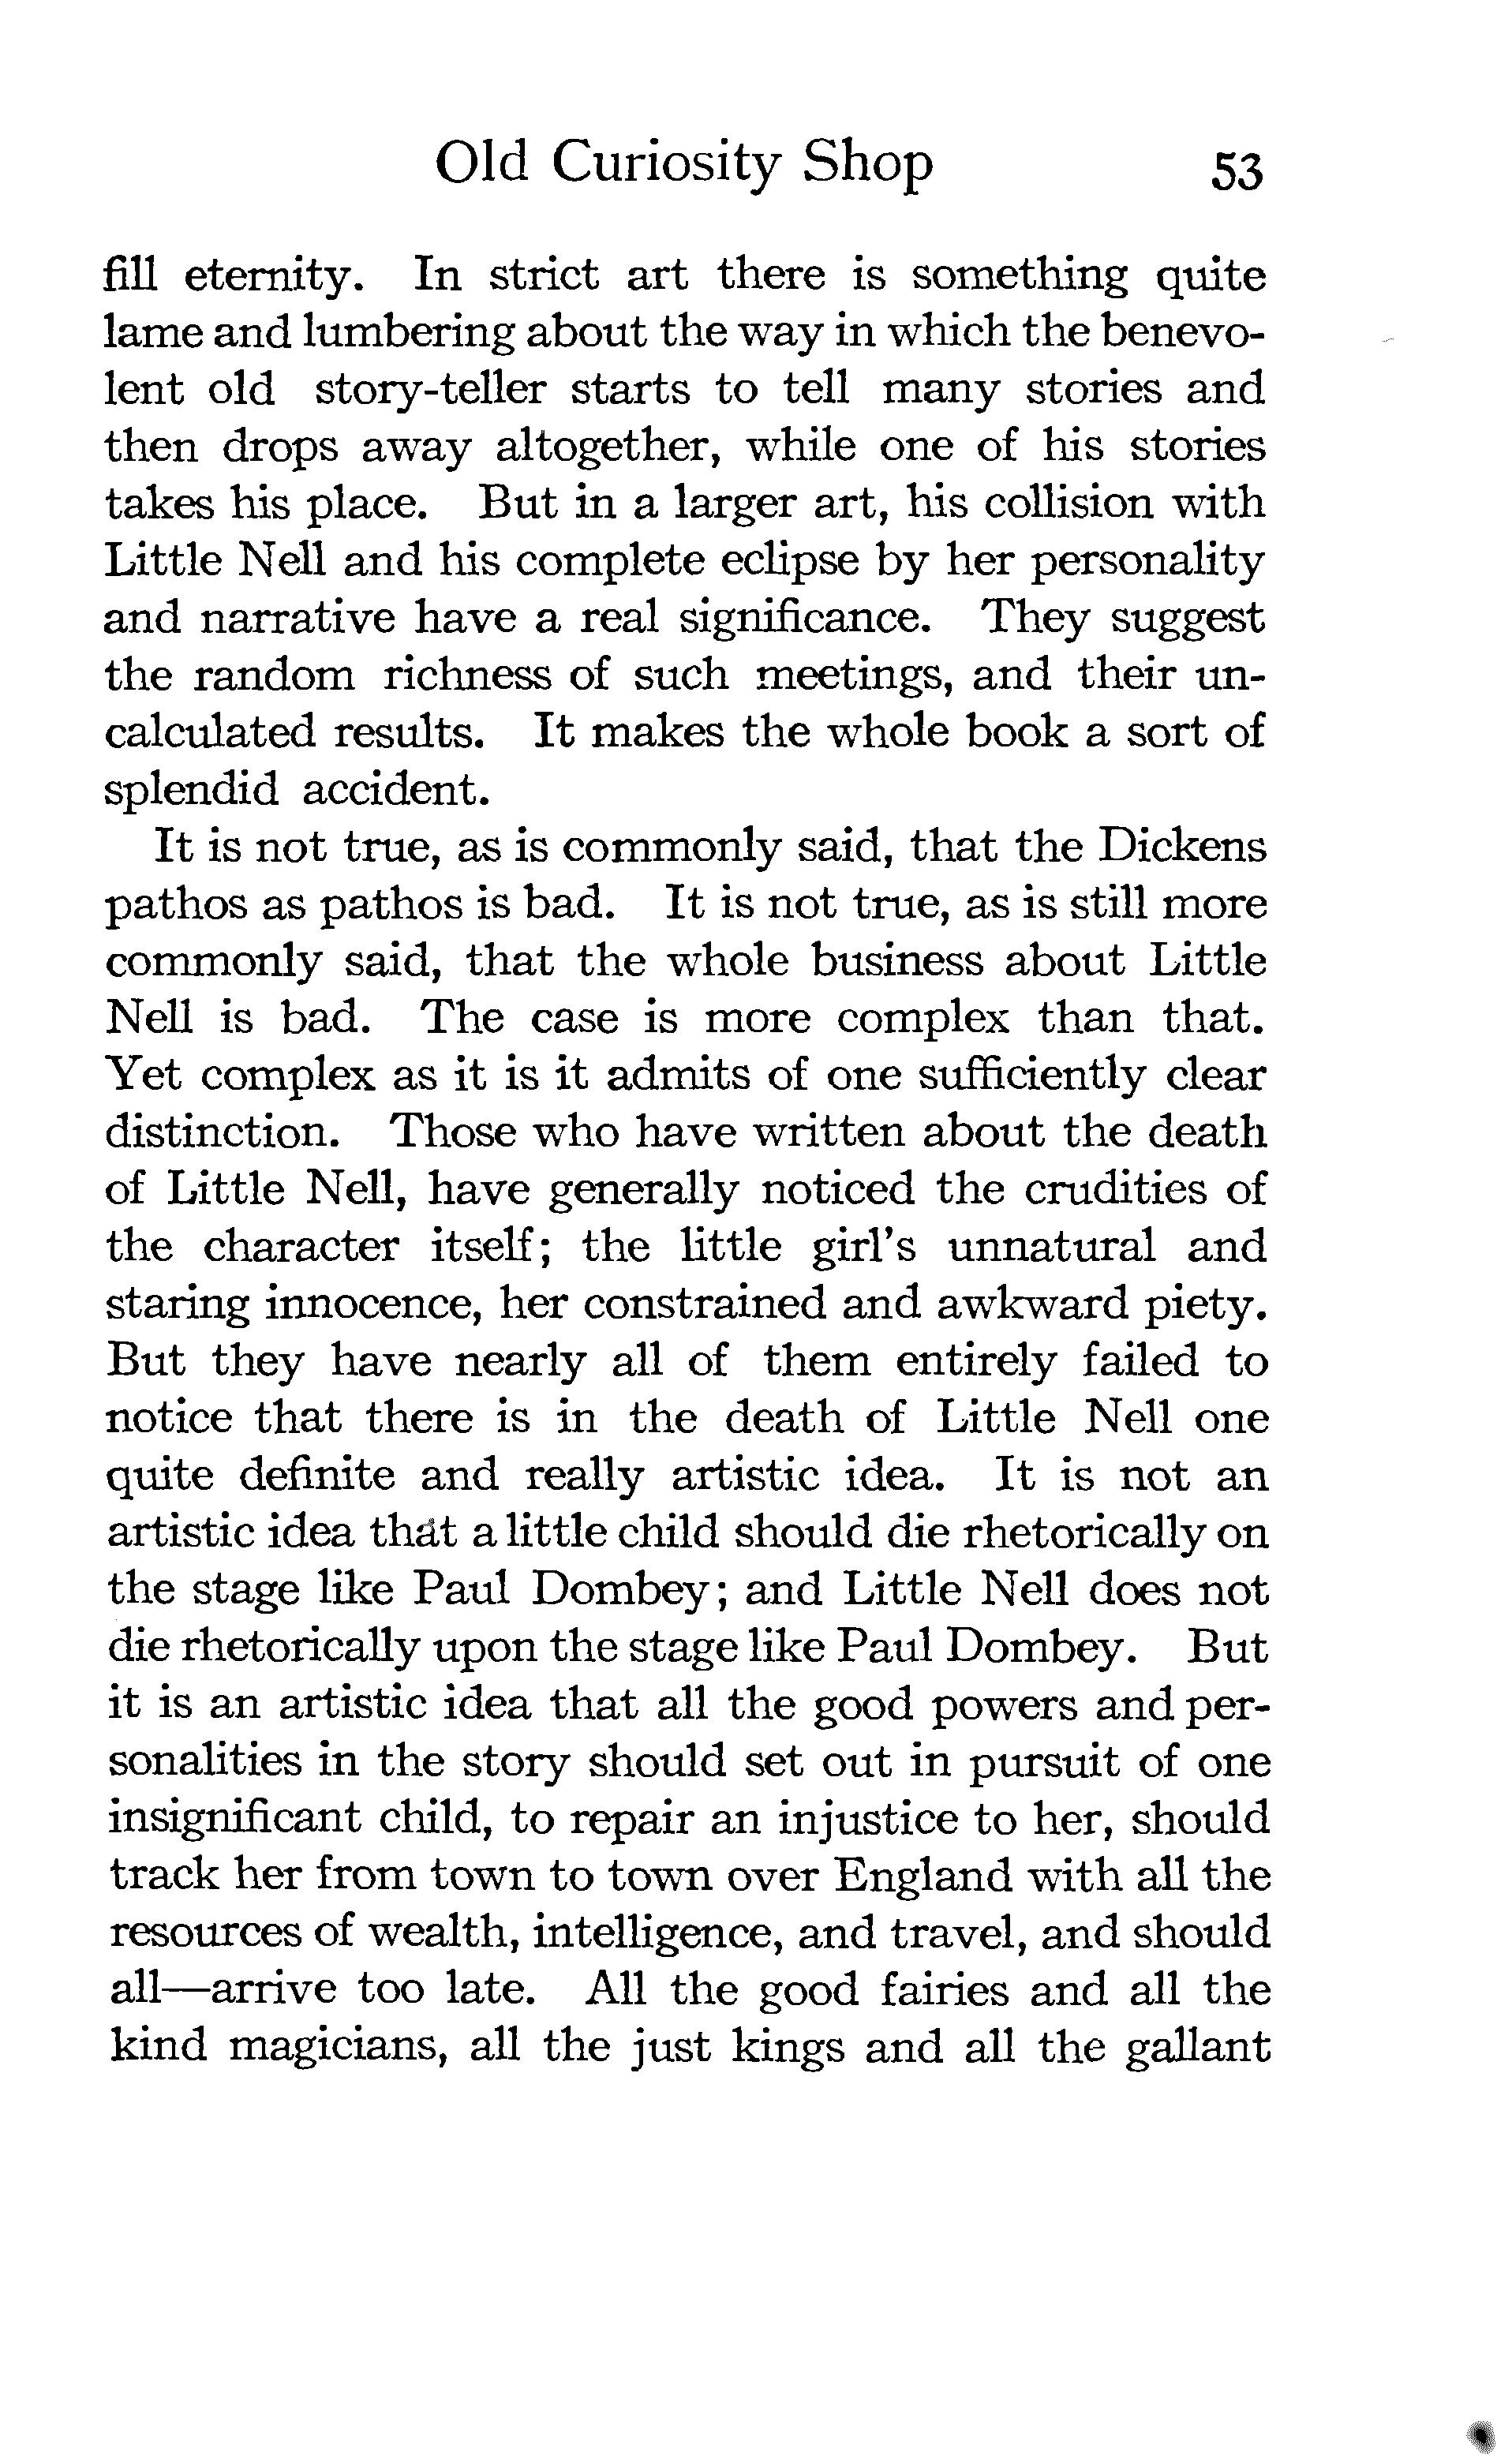 Old Curiosity Shop 53
fill eternity. In strict art there is something quite
lame and lumbering about the way in which the benevo-
lent old story-teller starts to tell many stories and
then drops away altogether, while one of his stories
takes his place. But in a larger art, his collision with
Little Nell and his complete eclipse by her personality
and narrative have a real significance. They suggest
the random richness of such meetings, and their un-
calculated results. It makes the whole book a sort of
splendid accident.
It is not true, as is commonly said, that the Dickens
pathos as pathos is bad. It is not true, as is still more
commonly said, that the whole business about Little
Nell is bad. The case is more complex than that.
Yet complex as it is it admits of one sufficiently clear
distinction. Those who have written about the death
of Little Nell, have generally noticed the crudities of
the character itself; the little girl's unnatural and
staring innocence, her constrained and awkward piety.
But they have nearly all of them entirely failed to
notice that there is in the death of Little Nell one
quite definite and really artistic idea. It is not an
artistic idea that a little child should die rhetorically on
the stage like Paul Dombey; and Little Nell does not
die rhetorically upon the stage like Paul Dombey. But
it is an artistic idea that all the good powers and per-
sonalities in the story should set out in pursuit of one
insignificant child, to repair an injustice to her, should
track her from town to town over England with all the
resources of wealth, intelligence, and travel, and should
all—arrive too late. All the good fairies and all the
kind magicians, all the just kings and all the gallant